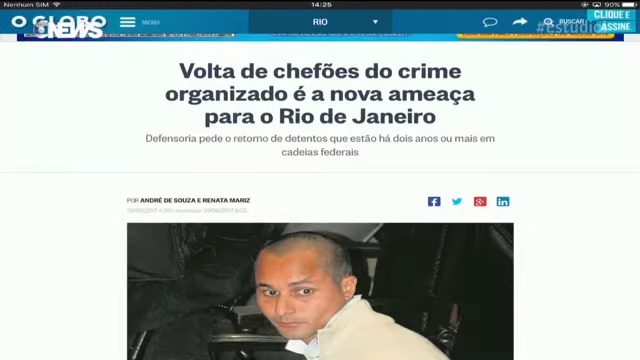 Nenhum SIM
14:25
90%
O GLOBO
NEWS
MENU
RIO
BUSCAR
CLIQUE E
ASSINE
#Estúdio
Volta de chefões do crime
organizado é a nova ameaça
para o Rio de Janeiro
Defensoria pede o retorno de detentos que estão há dois anos ou mais em
cadeias federais
POR ANDRÉ DE SOUZA E RENATA MARIZ